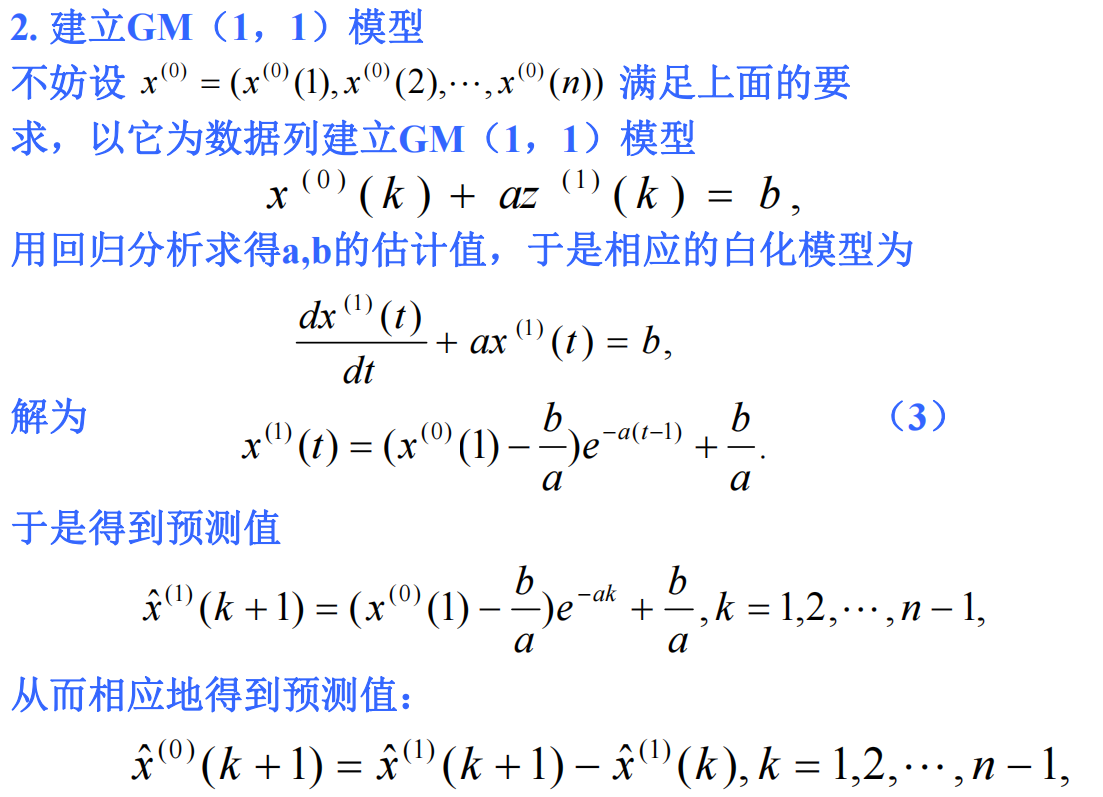 2. 建立GM（1，1）模型
不妨设 x^{(0)} = (x^{(0)}(1), x^{(0)}(2), ⋯, x^{(0)}(n)) 满足上面的要
求，以它为数据列建立GM（1，1）模型
x^{(0)}(k) + az^{(1)}(k) = b,
用回归分析求得a,b的估计值，于是相应的白化模型为
\frac{dx^{(1)}(t)}{dt} + ax^{(1)}(t) = b,
解为 x^{(1)}(t) = (x^{(0)}(1) − \frac{b}{a})e^{−a(t−1)} + \frac{b}{a}. （3）
于是得到预测值
\hat{x}^{(1)}(k+1) = (x^{(0)}(1) − \frac{b}{a})e^{−ak} + \frac{b}{a}, k = 1,2,⋯,n−1,
从而相应地得到预测值：
\hat{x}^{(0)}(k+1) = \hat{x}^{(1)}(k+1) − \hat{x}^{(1)}(k), k = 1,2,⋯,n−1,